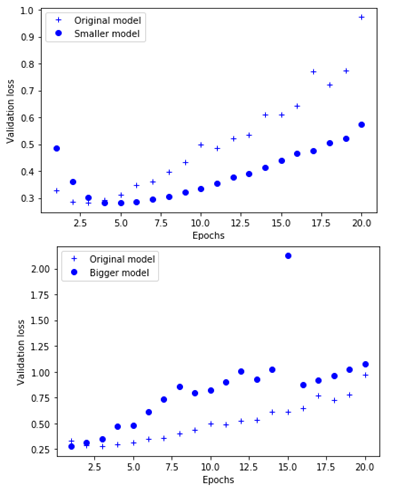 Original model
Smaller model
1.0
0.9
0.8
0.7
0.6
0.5
0.4
0.3
Validation loss
2.5 5.0 7.5 10.0 12.5 15.0 17.5 20.0
Epochs
Original model
Bigger model
2.00
1.75
1.50
1.25
1.00
0.75
0.50
0.25
Validation loss
2.5 5.0 7.5 10.0 12.5 15.0 17.5 20.0
Epochs